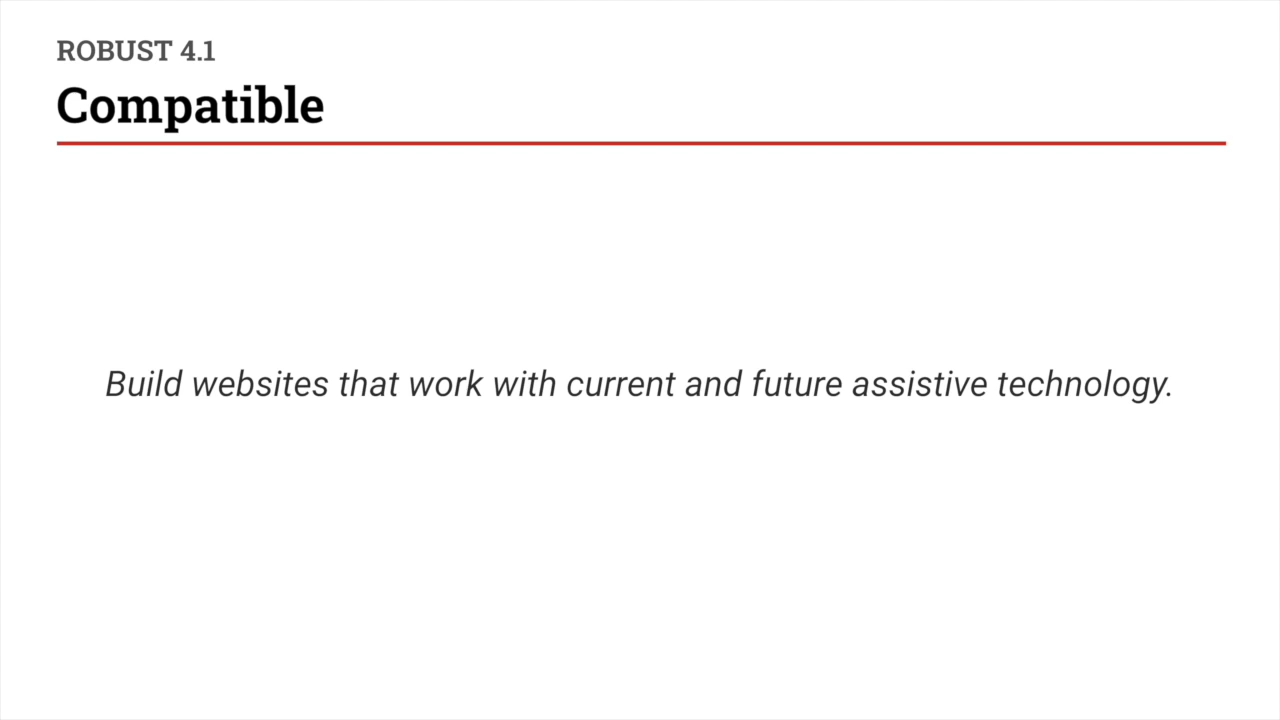 ROBUST 4.1
Compatible
Build websites that work with current and future assistive technology.